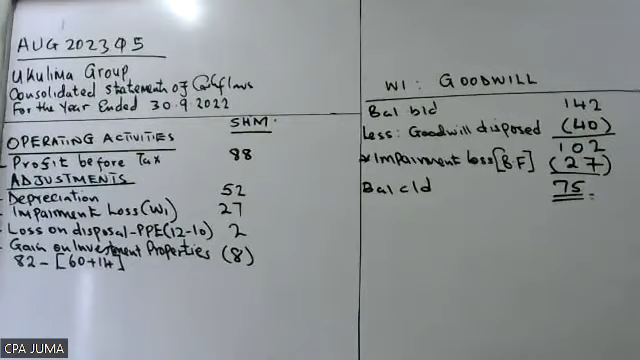 AUG 2023 Q5
Ukulima Group
Consolidated Statement of Cashflows
For the Year Ended 30.9.2022
SHM.
OPERATING ACTIVITIES
Profit before Tax 88
ADJUSTMENTS
- Depreciation 52
- Impairment Loss (W1) 27
- Loss on disposal - PPE (12-10) 2
- Gain on Investment Properties (8)
82 - [60+14]
W1: GOODWILL
Bal b/d 142
Less: Goodwill disposed (40)
102
Impairment loss [BF] (27)
Bal c/d 75
CPA JUMA